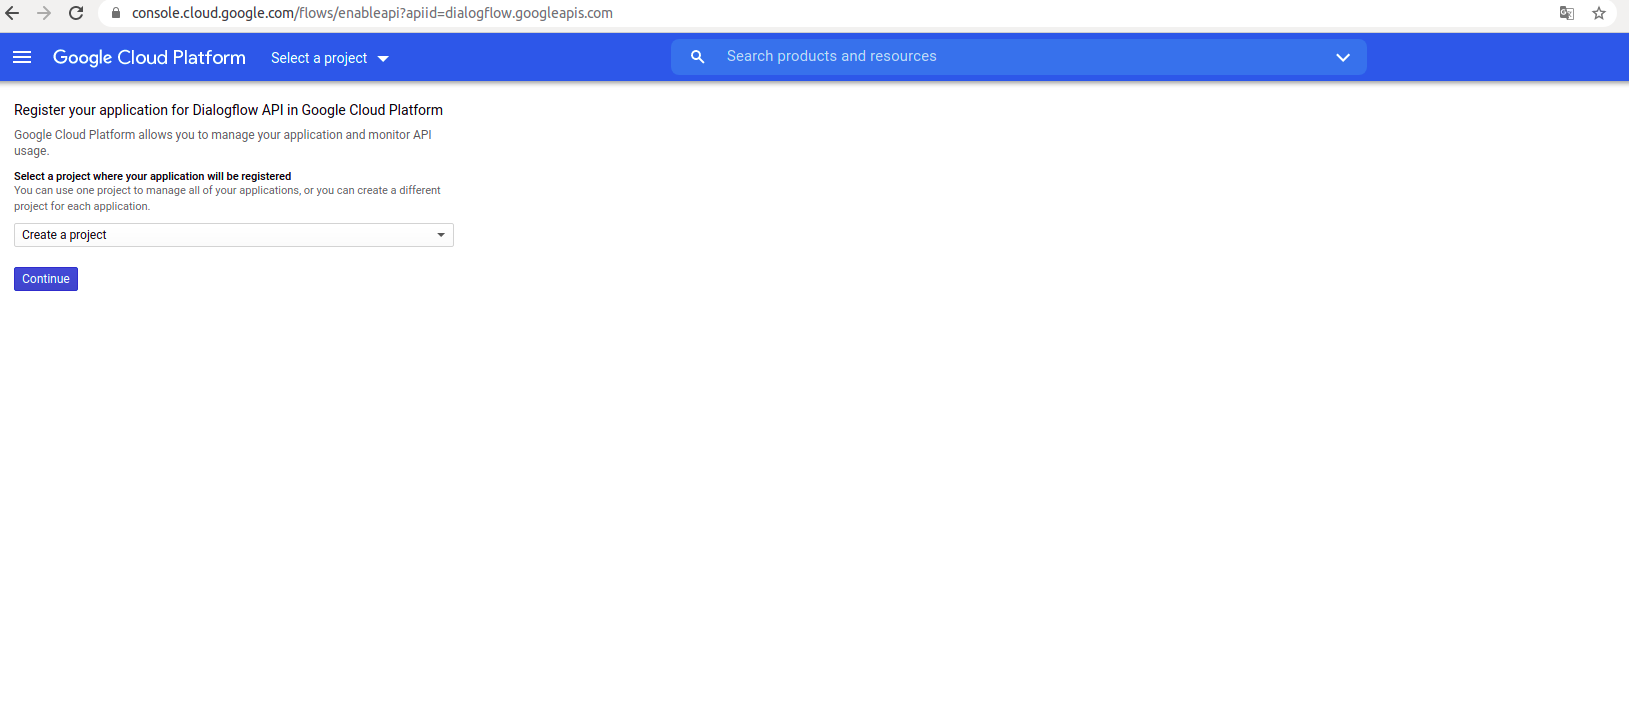 console.cloud.google.com/flows/enableapi?apiid=dialogflow.googleapis.com
Google Cloud Platform
Select a project
Search products and resources
Register your application for Dialogflow API in Google Cloud Platform
Google Cloud Platform allows you to manage your application and monitor API
usage.
Select a project where your application will be registered
You can use one project to manage all of your applications, or you can create a different
project for each application.
Create a project
Continue